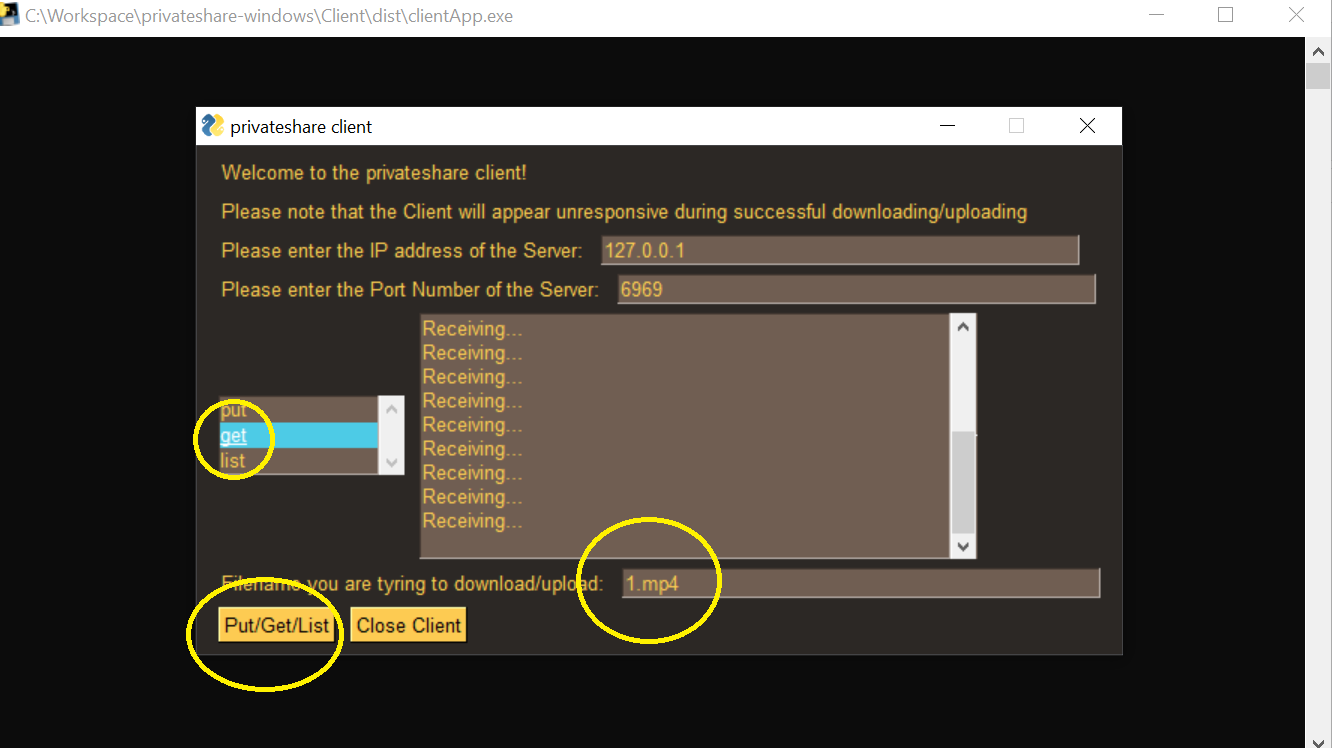 C:\Workspace\privateshare-windows\Client\dist\clientApp.exe
privateshare client
Welcome to the privateshare client!
Please note that the Client will appear unresponsive during successful downloading/uploading
Please enter the IP address of the Server: 127.0.0.1
Please enter the Port Number of the Server: 6969
put
get
list
Receiving...
Receiving...
Receiving...
Receiving...
Receiving...
Receiving...
Receiving...
Receiving...
Receiving...
Filename you are tyring to download/upload: 1.mp4
Put/Get/List Close Client